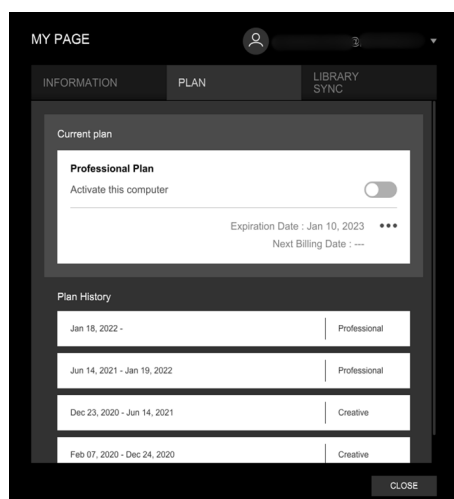 MY PAGE
INFORMATION
PLAN
LIBRARY
SYNC
Current plan
Professional Plan
Activate this computer
Expiration Date : Jan 10, 2023
Next Billing Date : ---
Plan History
Jan 18, 2022 -
Professional
Jun 14, 2021 - Jan 19, 2022
Professional
Dec 23, 2020 - Jun 14, 2021
Creative
Feb 07, 2020 - Dec 24, 2020
Creative
CLOSE